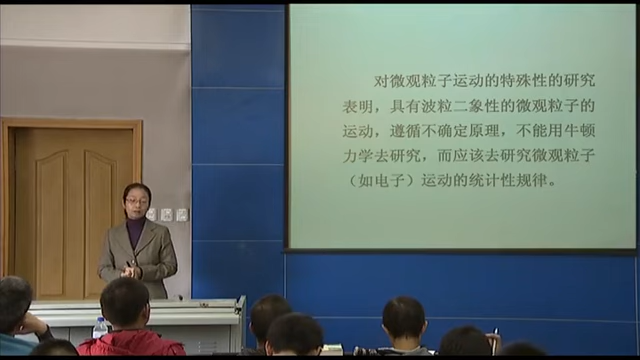 对微观粒子运动的特殊性的研究
表明，具有波粒二象性的微观粒子的
运动，遵循不确定原理，不能用牛顿
力学去研究，而应该去研究微观粒子
（如电子）运动的统计性规律。